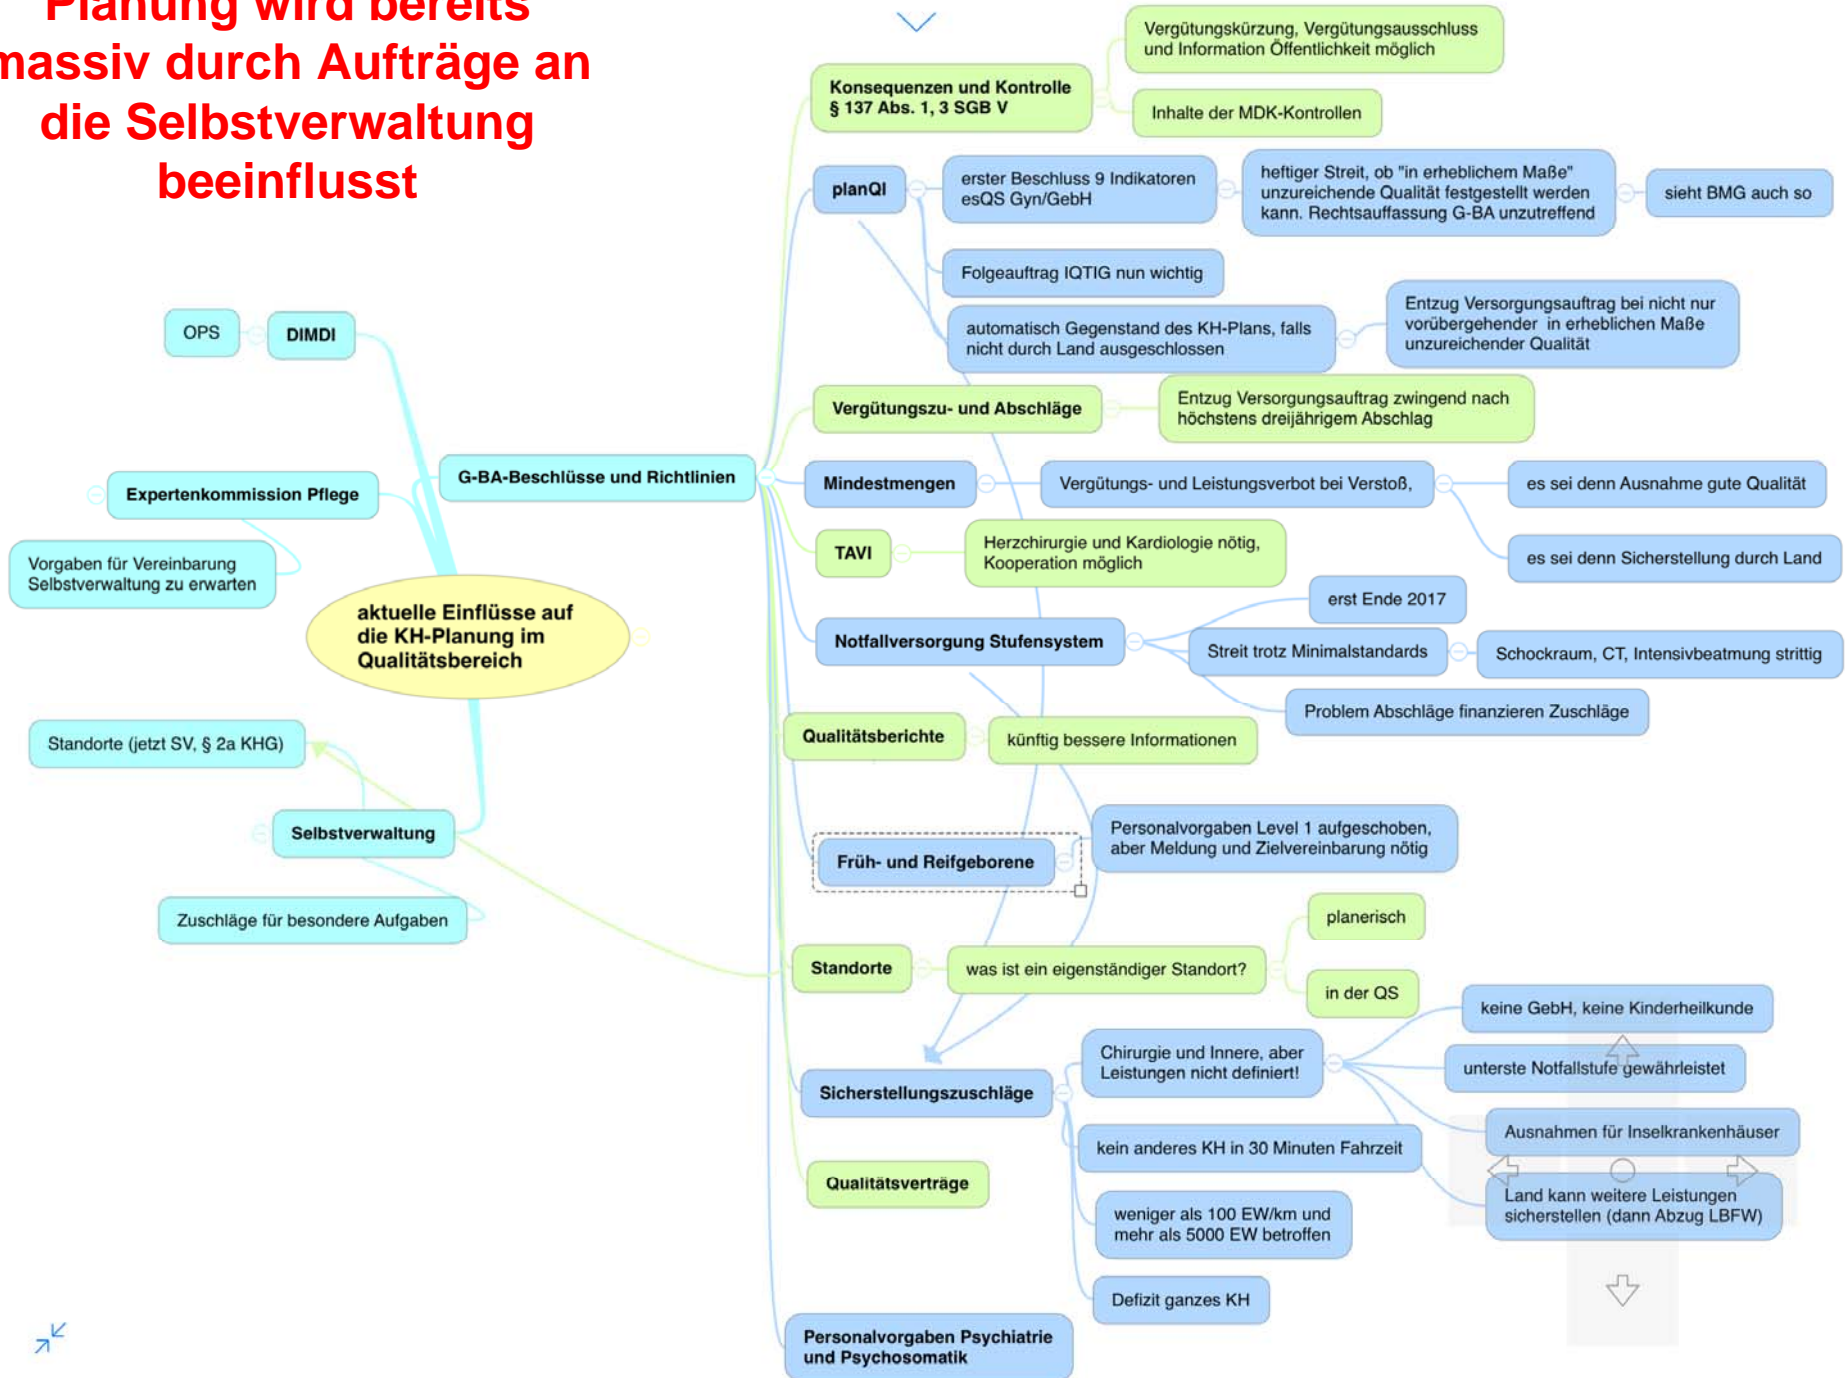 Planung wird bereits
massiv durch Aufträge an
die Selbstverwaltung
beeinflusst
OPS
DIMDI
Expertenkommission Pflege
Vorgaben für Vereinbarung
Selbstverwaltung zu erwarten
aktuelle Einflüsse auf
die KH-Planung im
Qualitätsbereich
Standorte (jetzt SV, § 2a KHG)
Selbstverwaltung
Zuschläge für besondere Aufgaben
G-BA-Beschlüsse und Richtlinien
Konsequenzen und Kontrolle
§ 137 Abs. 1, 3 SGB V
Vergütungskürzung, Vergütungsausschluss
und Information Öffentlichkeit möglich
Inhalte der MDK-Kontrollen
planQI
erster Beschluss 9 Indikatoren
esQS Gyn/GebH
heftiger Streit, ob "in erheblichem Maße"
unzureichende Qualität festgestellt werden
kann. Rechtsauffassung G-BA unzutreffend
sieht BMG auch so
Folgeauftrag IQTIG nun wichtig
automatisch Gegenstand des KH-Plans, falls
nicht durch Land ausgeschlossen
Entzug Versorgungsauftrag bei nicht nur
vorübergehender in erheblichen Maße
unzureichender Qualität
Vergütungszu- und Abschläge
Entzug Versorgungsauftrag zwingend nach
höchstens dreijährigem Abschlag
Mindestmengen
Vergütungs- und Leistungsverbot bei Verstoß,
es sei denn Ausnahme gute Qualität
es sei denn Sicherstellung durch Land
TAVI
Herzchirurgie und Kardiologie nötig,
Kooperation möglich
Notfallversorgung Stufensystem
erst Ende 2017
Streit trotz Minimalstandards
Schockraum, CT, Intensivbeatmung strittig
Problem Abschläge finanzieren Zuschläge
Qualitätsberichte
künftig bessere Informationen
Früh- und Reifgeborene
Personalvorgaben Level 1 aufgeschoben,
aber Meldung und Zielvereinbarung nötig
Standorte
was ist ein eigenständiger Standort?
planerisch
in der QS
Sicherstellungszuschläge
Chirurgie und Innere, aber
Leistungen nicht definiert!
keine GebH, keine Kinderheilkunde
unterste Notfallstufe gewährleistet
Ausnahmen für Inselkrankenhäuser
Land kann weitere Leistungen
sicherstellen (dann Abzug LBFW)
kein anderes KH in 30 Minuten Fahrzeit
weniger als 100 EW/km und
mehr als 5000 EW betroffen
Defizit ganzes KH
Qualitätsverträge
Personalvorgaben Psychiatrie
und Psychosomatik